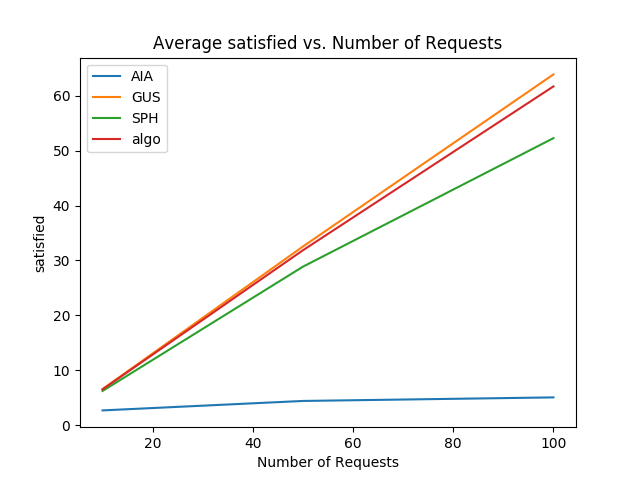 Average satisfied vs. Number of Requests
AIA
GUS
SPH
algo
satisfied
60
50
40
30
20
10
0
20 40 60 80 100
Number of Requests